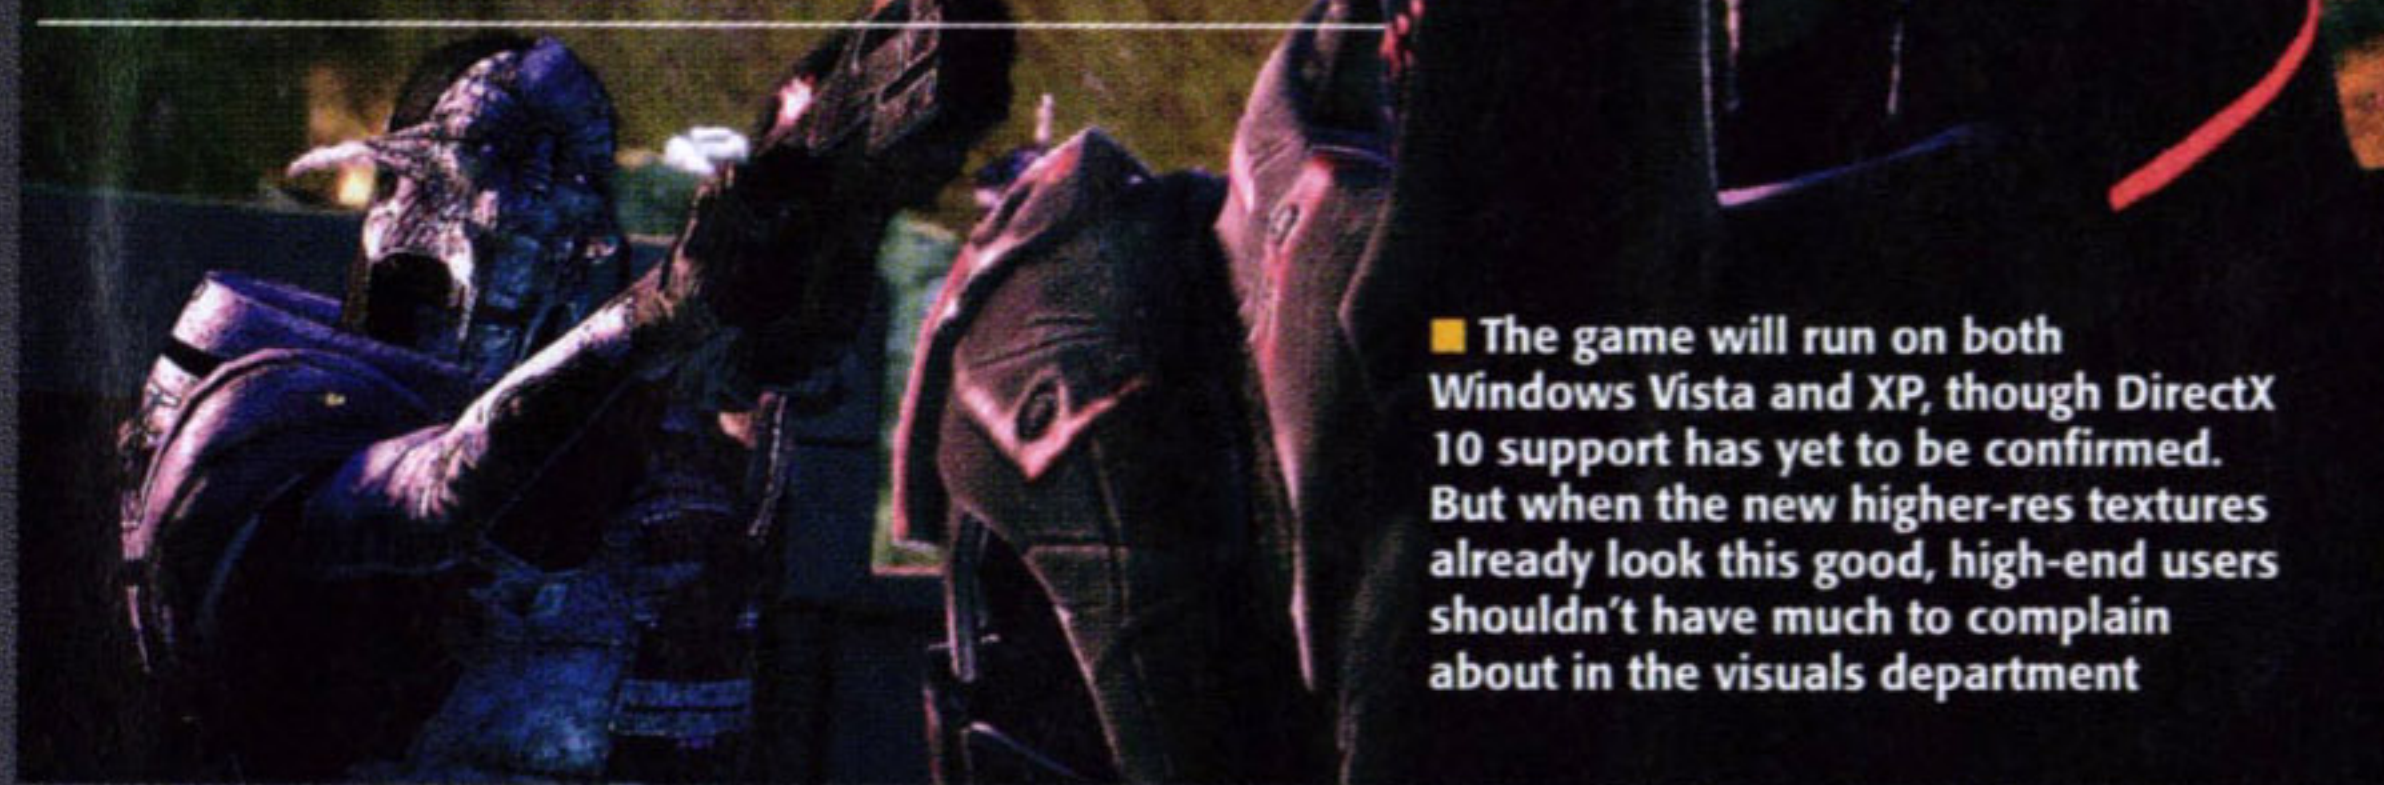 The game will run on both
Windows Vista and XP, though DirectX
10 support has yet to be confirmed.
But when the new higher-res textures
already look this good, high-end users
shouldn't have much to complain
about in the visuals department